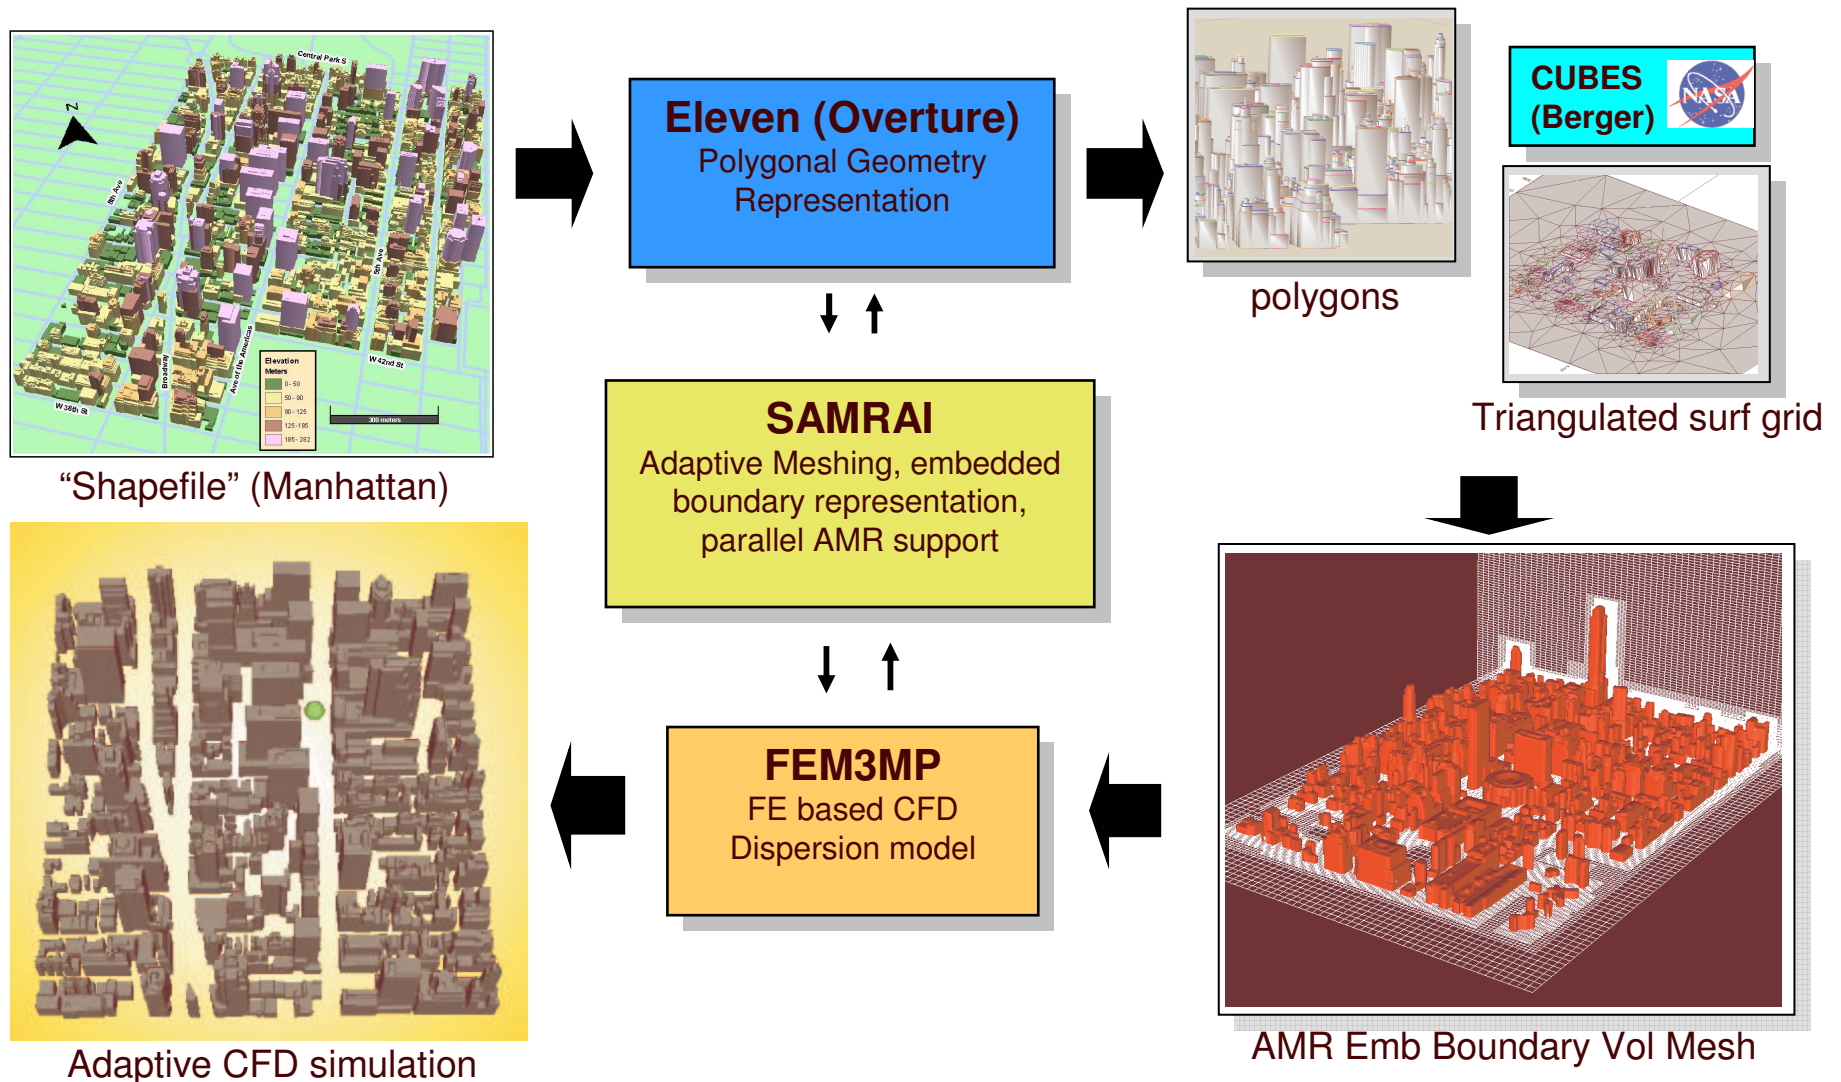 Central Park S
N
8th Ave
5th Ave
Broadway
Ave of the Americas
W 42nd St
W 38th St
Elevation
Meters
0 - 50
50 - 90
90 - 125
125 - 185
185 - 282
300 meters
“Shapefile” (Manhattan)
Eleven (Overture)
Polygonal Geometry
Representation
polygons
CUBES
(Berger)
NASA
Triangulated surf grid
SAMRAI
Adaptive Meshing, embedded
boundary representation,
parallel AMR support
FEM3MP
FE based CFD
Dispersion model
Adaptive CFD simulation
AMR Emb Boundary Vol Mesh